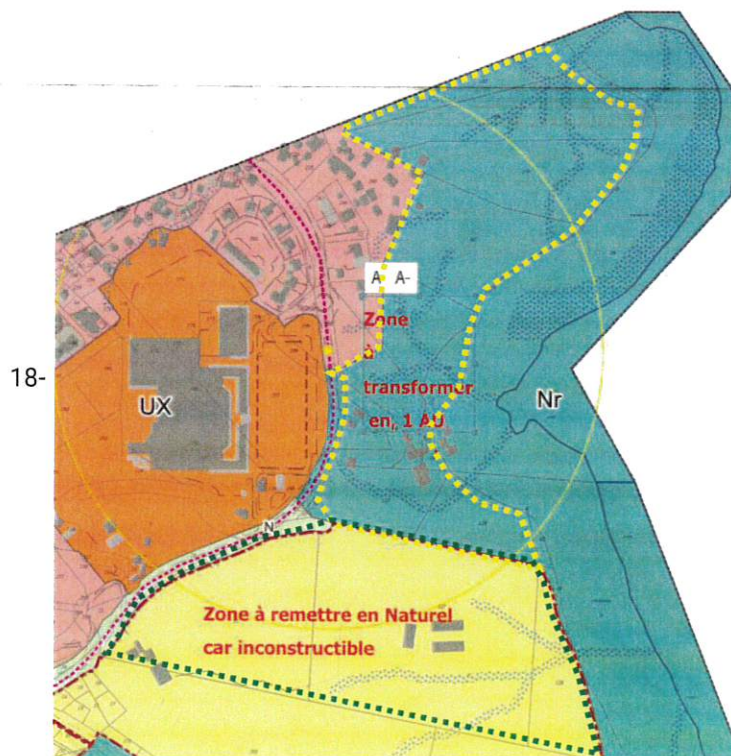 A A-
Zone
à
transformer
en, 1 AU
18-
UX
Nr
N
Zone à remettre en Naturel
car inconstructible